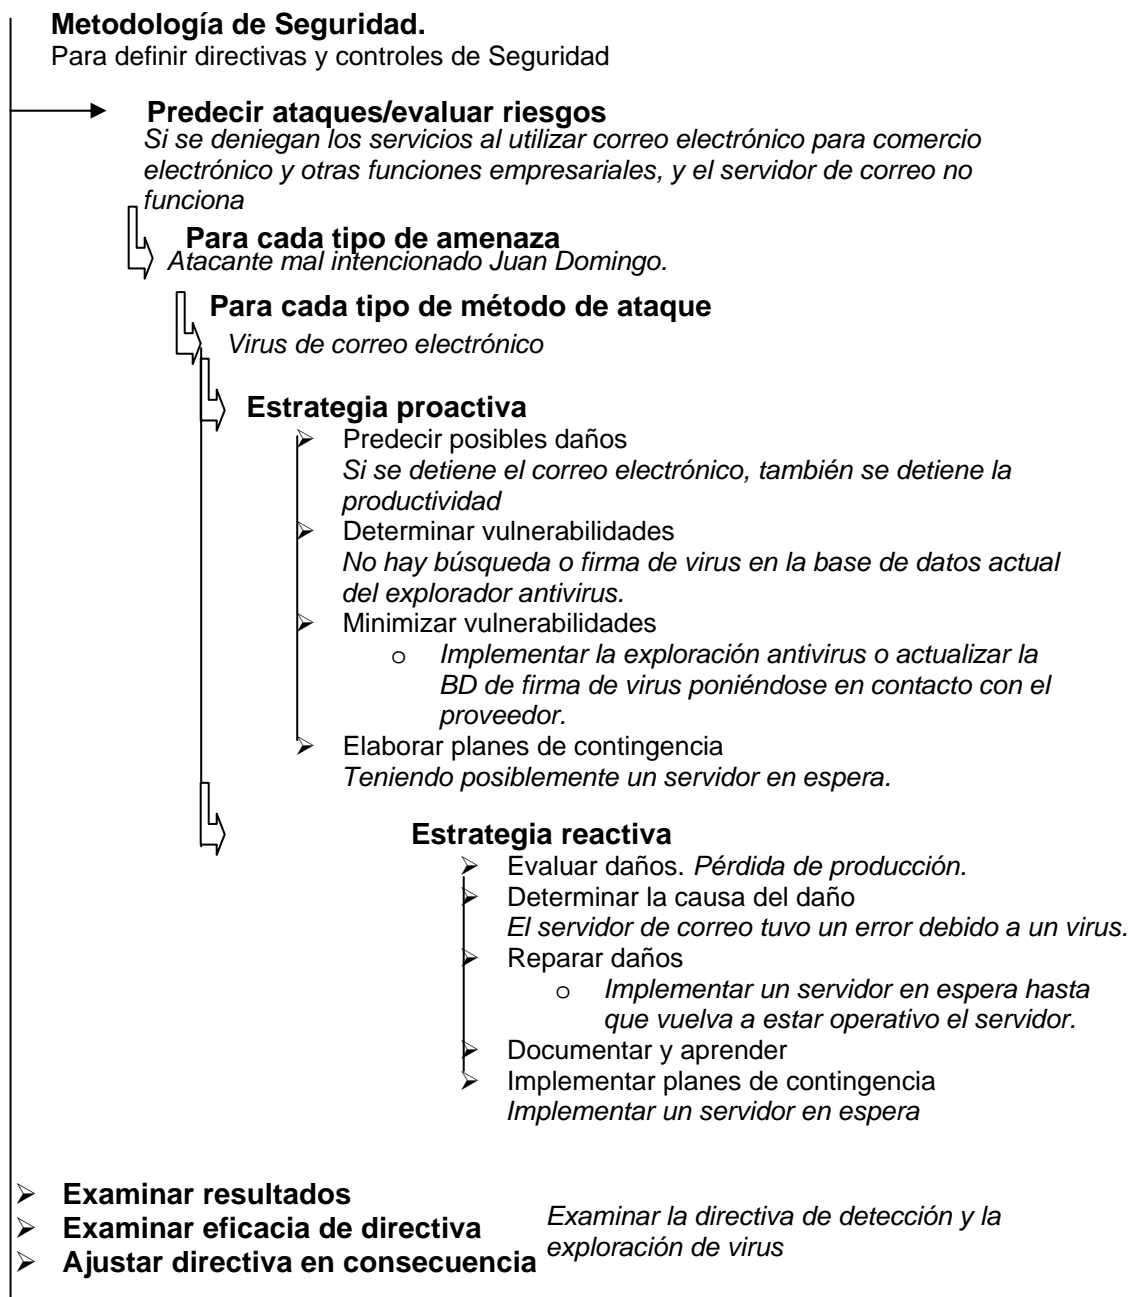 Metodología de Seguridad.
Para definir directivas y controles de Seguridad
Predecir ataques/evaluar riesgos
Si se deniegan los servicios al utilizar correo electrónico para comercio
electrónico y otras funciones empresariales, y el servidor de correo no
funciona
Para cada tipo de amenaza
Atacante mal intencionado Juan Domingo.
Para cada tipo de método de ataque
Virus de correo electrónico
Estrategia proactiva
➢ Predecir posibles daños
Si se detiene el correo electrónico, también se detiene la
productividad
➢ Determinar vulnerabilidades
No hay búsqueda o firma de virus en la base de datos actual
del explorador antivirus.
➢ Minimizar vulnerabilidades
o Implementar la exploración antivirus o actualizar la
BD de firma de virus poniéndose en contacto con el
proveedor.
➢ Elaborar planes de contingencia
Teniendo posiblemente un servidor en espera.
Estrategia reactiva
➢ Evaluar daños. Pérdida de producción.
➢ Determinar la causa del daño
El servidor de correo tuvo un error debido a un virus.
➢ Reparar daños
o Implementar un servidor en espera hasta
que vuelva a estar operativo el servidor.
➢ Documentar y aprender
➢ Implementar planes de contingencia
Implementar un servidor en espera
➢ Examinar resultados
➢ Examinar eficacia de directiva
➢ Ajustar directiva en consecuencia
Examinar la directiva de detección y la
exploración de virus